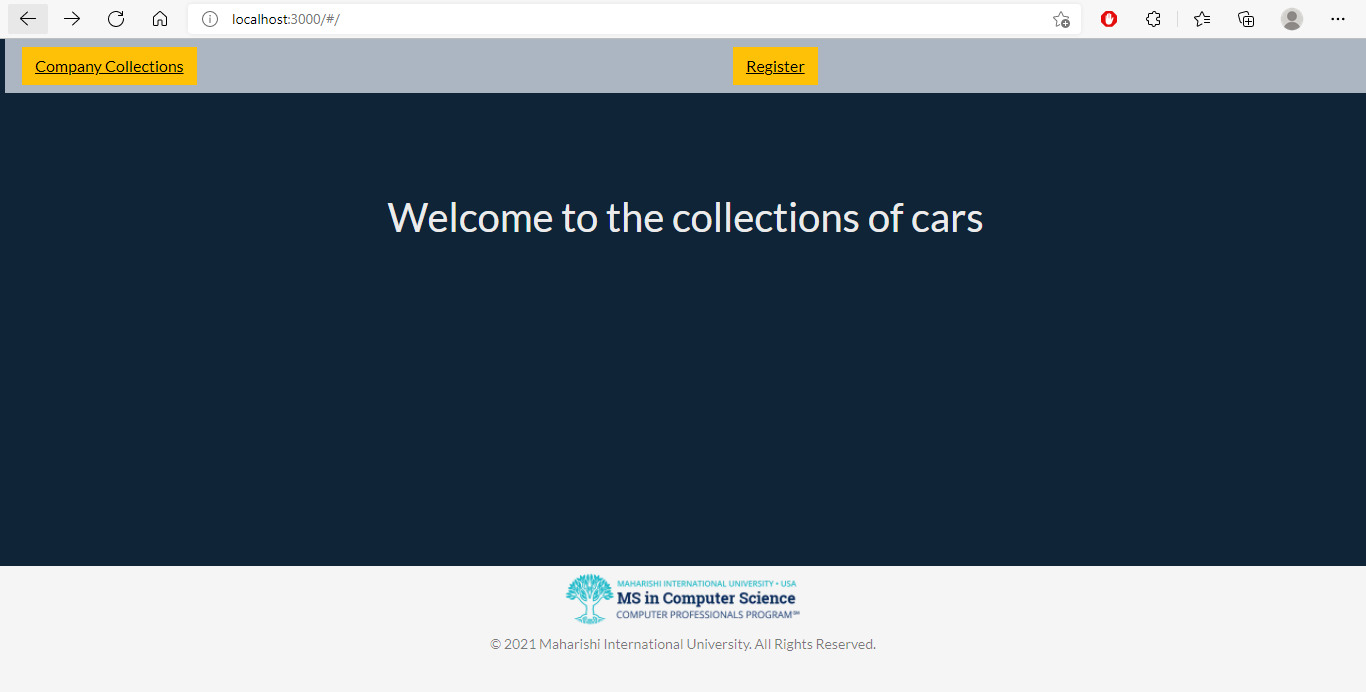 localhost:3000/#/
Company Collections
Register
Welcome to the collections of cars
MAHARISHI INTERNATIONAL UNIVERSITY • USA
MS in Computer Science
COMPUTER PROFESSIONALS PROGRAM℠
© 2021 Maharishi International University. All Rights Reserved.